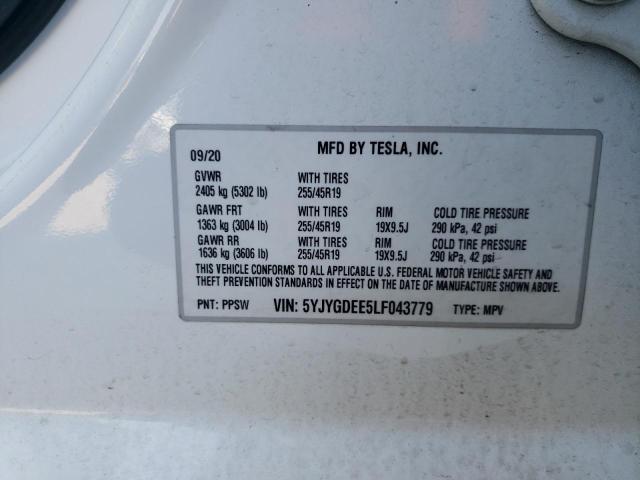 09/20 MFD BY TESLA, INC.
GVWR WITH TIRES
2405 kg (5302 lb) 255/45R19
GAWR FRT WITH TIRES RIM COLD TIRE PRESSURE
1363 kg (3004 lb) 255/45R19 19X9.5J 290 kPa, 42 psi
GAWR RR WITH TIRES RIM COLD TIRE PRESSURE
1636 kg (3606 lb) 255/45R19 19X9.5J 290 kPa, 42 psi
THIS VEHICLE CONFORMS TO ALL APPLICABLE U.S. FEDERAL MOTOR VEHICLE SAFETY AND
THEFT PREVENTION STANDARDS IN EFFECT ON THE DATE OF MANUFACTURE SHOWN ABOVE.
PNT: PPSW VIN: 5YJYGDEE5LF043779 TYPE: MPV